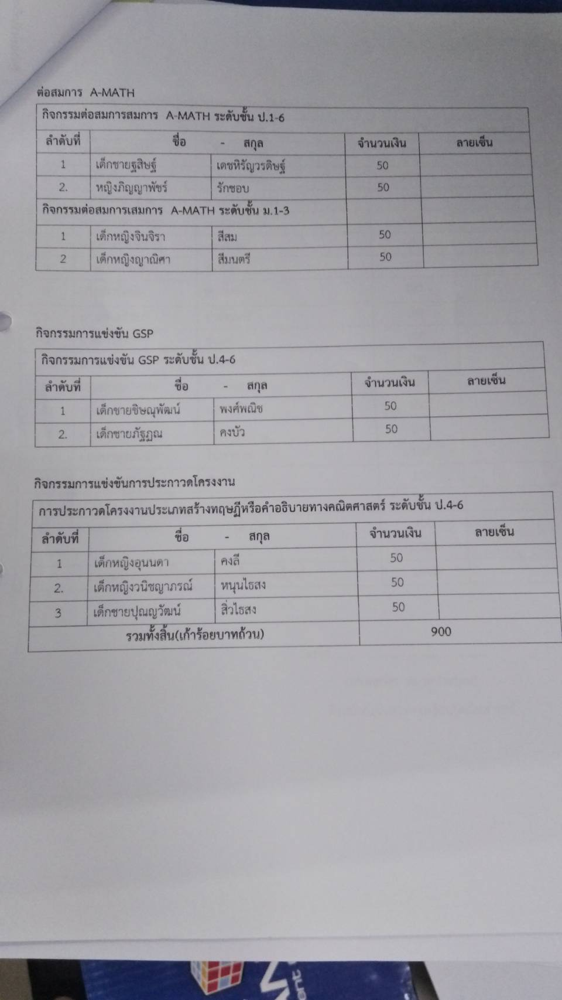 ต่อสมการ A-MATH
กิจกรรมต่อสมการสมการ A-MATH ระดับชั้น ป.1-6
ลำดับที่ ชื่อ - สกุล จำนวนเงิน ลายเซ็น
1 เด็กชายฐสิษฐ์ เดชหิรัญวรดิษฐ์ 50
2. หญิงภิญญาพัชร์ รักชอบ 50
กิจกรรมต่อสมการเสมการ A-MATH ระดับชั้น ม.1-3
1 เด็กหญิงจินจิรา สีสม 50
2 เด็กหญิงญาณิศา สีมนตรี 50
กิจกรรมการแข่งขัน GSP
กิจกรรมการแข่งขัน GSP ระดับชั้น ป.4-6
ลำดับที่ ชื่อ - สกุล จำนวนเงิน ลายเซ็น
1 เด็กชายชิษณุพัฒน์ พงศ์พณิช 50
2. เด็กชายภัฐฏณ คงบัว 50
กิจกรรมการแข่งขันการประกาวดโครงงาน
การประกาวดโครงงานประเภทสร้างทฤษฎีหรือคำอธิบายทางคณิตศาสตร์ ระดับชั้น ป.4-6
ลำดับที่ ชื่อ - สกุล จำนวนเงิน ลายเซ็น
1 เด็กหญิงอุนนดา คงสี 50
2. เด็กหญิงวนิชญาภรณ์ หนุนไธสง 50
3 เด็กชายปุณญวัฒน์ สิ่วไธสง 50
รวมทั้งสิ้น(เก้าร้อยบาทถ้วน) 900